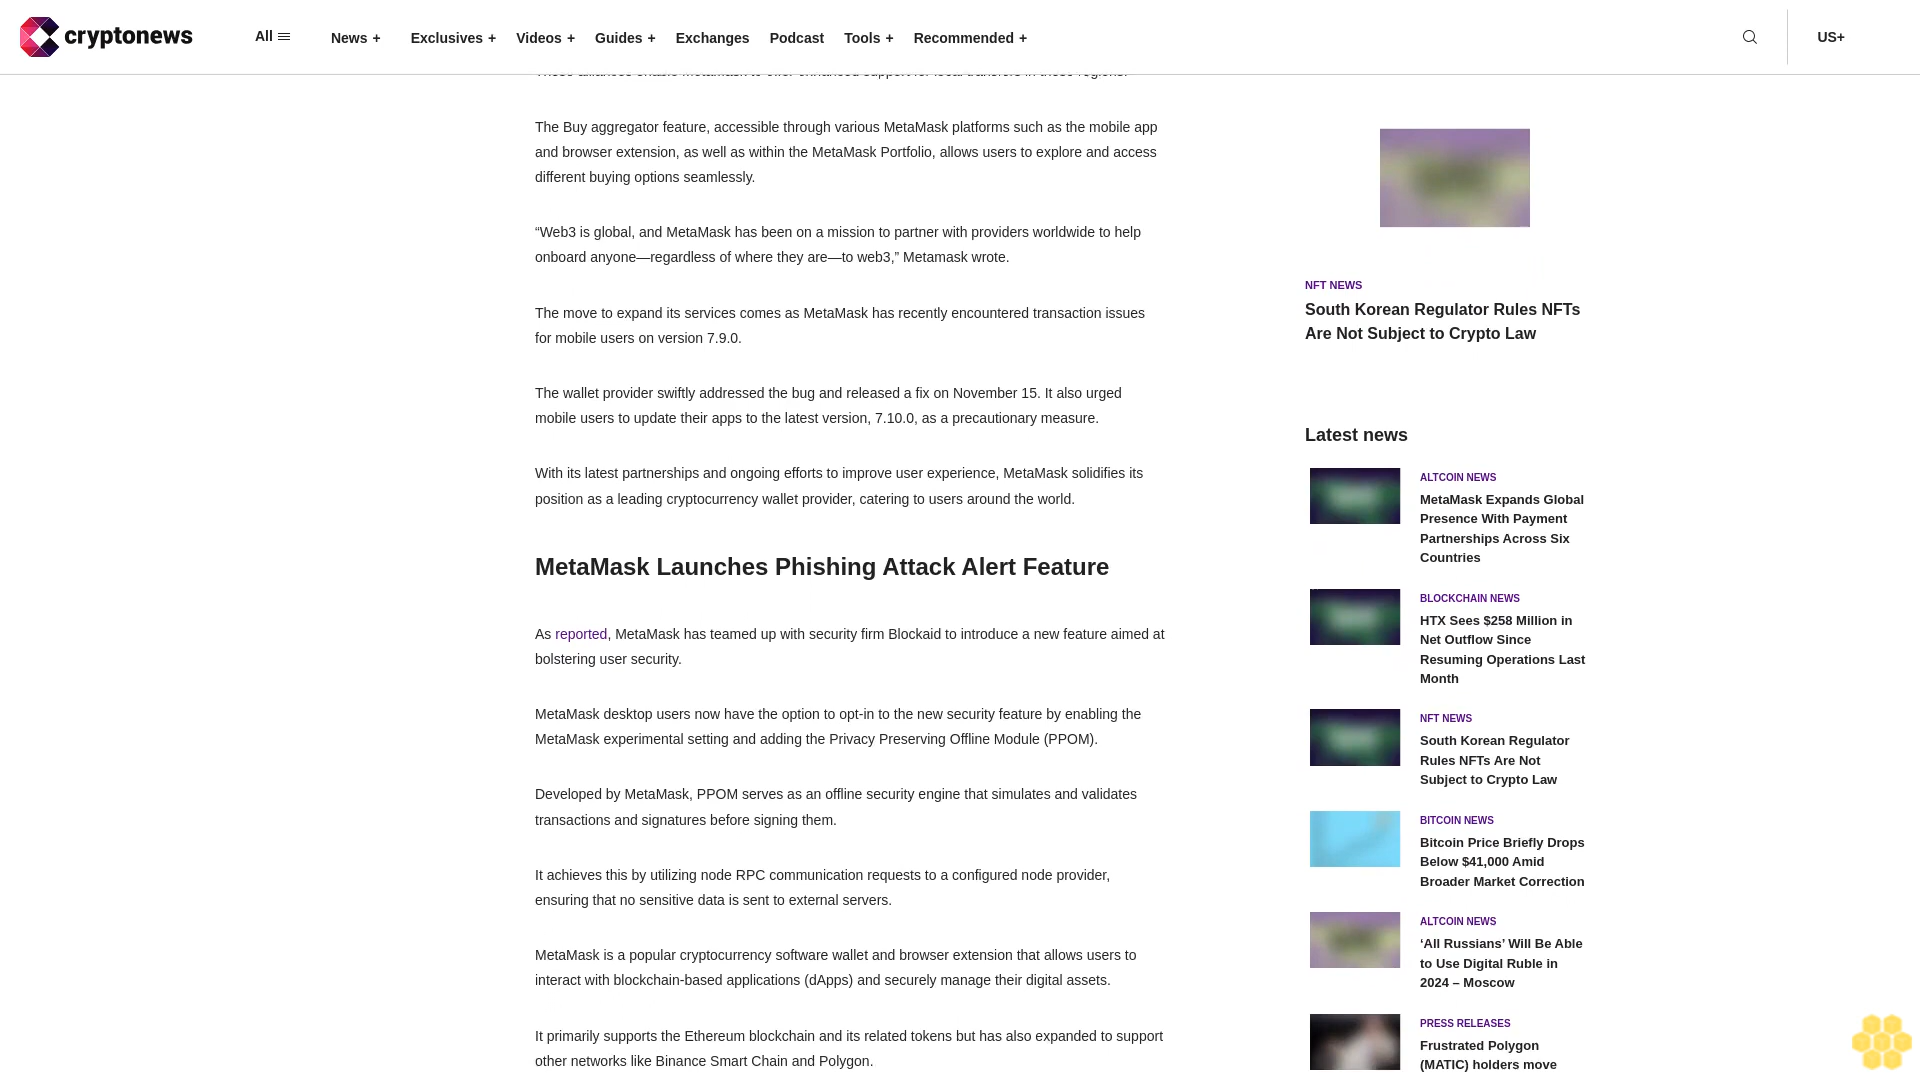 cryptonews
All
News +
Exclusives +
Videos +
Guides +
Exchanges
Podcast
Tools +
Recommended +
US+
These alliances enable Metamask to offer enhanced support for local transfers in these regions.
The Buy aggregator feature, accessible through various MetaMask platforms such as the mobile app
and browser extension, as well as within the MetaMask Portfolio, allows users to explore and access
different buying options seamlessly.
“Web3 is global, and MetaMask has been on a mission to partner with providers worldwide to help
onboard anyone—regardless of where they are—to web3,” Metamask wrote.
The move to expand its services comes as MetaMask has recently encountered transaction issues
for mobile users on version 7.9.0.
The wallet provider swiftly addressed the bug and released a fix on November 15. It also urged
mobile users to update their apps to the latest version, 7.10.0, as a precautionary measure.
With its latest partnerships and ongoing efforts to improve user experience, MetaMask solidifies its
position as a leading cryptocurrency wallet provider, catering to users around the world.
MetaMask Launches Phishing Attack Alert Feature
As reported, MetaMask has teamed up with security firm Blockaid to introduce a new feature aimed at
bolstering user security.
MetaMask desktop users now have the option to opt-in to the new security feature by enabling the
MetaMask experimental setting and adding the Privacy Preserving Offline Module (PPOM).
Developed by MetaMask, PPOM serves as an offline security engine that simulates and validates
transactions and signatures before signing them.
It achieves this by utilizing node RPC communication requests to a configured node provider,
ensuring that no sensitive data is sent to external servers.
MetaMask is a popular cryptocurrency software wallet and browser extension that allows users to
interact with blockchain-based applications (dApps) and securely manage their digital assets.
It primarily supports the Ethereum blockchain and its related tokens but has also expanded to support
other networks like Binance Smart Chain and Polygon.
NFT NEWS
South Korean Regulator Rules NFTs
Are Not Subject to Crypto Law
Latest news
ALTCOIN NEWS
MetaMask Expands Global
Presence With Payment
Partnerships Across Six
Countries
BLOCKCHAIN NEWS
HTX Sees $258 Million in
Net Outflow Since
Resuming Operations Last
Month
NFT NEWS
South Korean Regulator
Rules NFTs Are Not
Subject to Crypto Law
BITCOIN NEWS
Bitcoin Price Briefly Drops
Below $41,000 Amid
Broader Market Correction
ALTCOIN NEWS
‘All Russians’ Will Be Able
to Use Digital Ruble in
2024 – Moscow
PRESS RELEASES
Frustrated Polygon
(MATIC) holders move